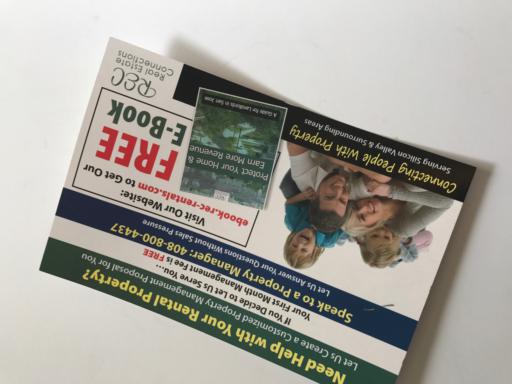 REC
Real Estate
Connections
Connecting People With Property
Serving Silicon Valley & Surrounding Areas
Visit Our Website:
ebook.rec-rentals.com to Get Our
FREE
E-BOOK
Protect Your Home &
Earn More Revenue
A Guide for Landlords in San Jose
Speak to a Property Manager: 408-800-4437
Let Us Answer Your Questions Without Sales Pressure
If You Decide to Let Us Serve You...
Your First Month Management Fee is FREE
Need Help with Your Rental Property?
Let Us Create a Customized Property Management Proposal for You